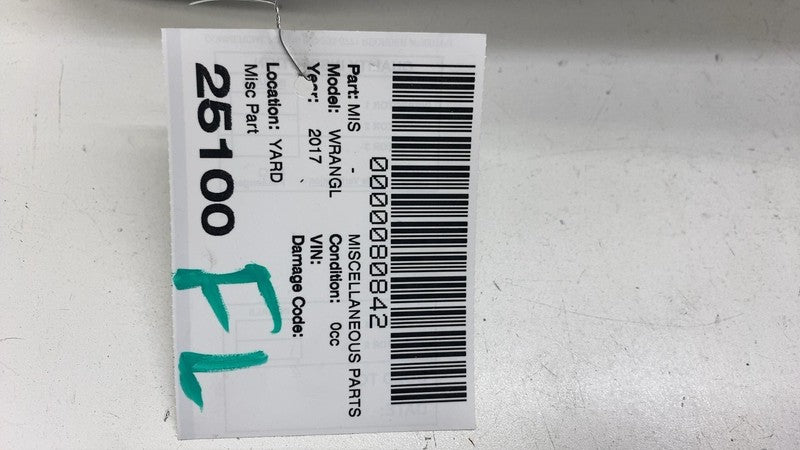 0000080842
Part: MIS - MISCELLANEOUS PARTS
Model: WRANGL Condition: 0cc
Year: 2017 VIN:
Damage Code:
Location: YARD
Misc Part
25100 FL